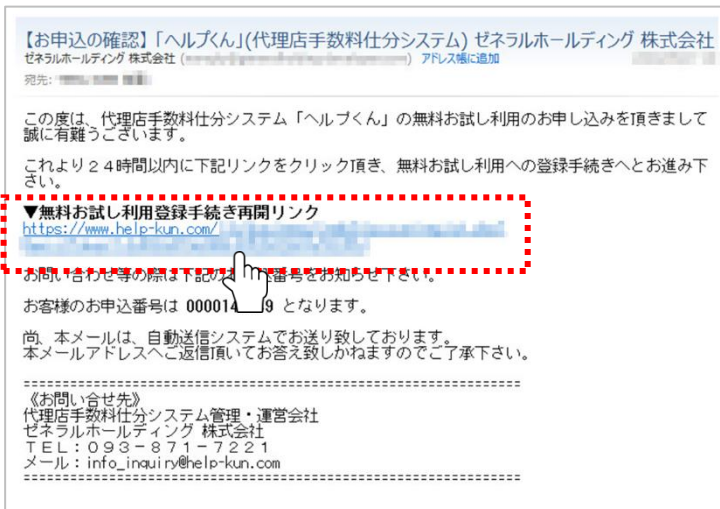 【お申込の確認】「ヘルプくん」(代理店手数料仕分システム) ゼネラルホールディング 株式会社
ゼネラルホールディング 株式会社 ( ) アドレス帳に追加
宛先:
この度は、代理店手数料仕分システム「ヘルプくん」の無料お試し利用のお申し込みを頂きまして
誠に有難うございます。
これより24時間以内に下記リンクをクリック頂き、無料お試し利用への登録手続きへとお進み下
さい。
▼無料お試し利用登録手続き再開リンク
https://www.help-kun.com/
お問い合わせ等の際は下記のお 込番号をお知らせ下さい。
お客様のお申込番号は 000014 9 となります。
尚、本メールは、自動送信システムでお送り致しております。
本メールアドレスへご返信頂いてお答え致しかねますのでご了承下さい。
============================================================
《お問い合せ先》
代理店手数料仕分システム管理・運営会社
ゼネラルホールディング 株式会社
TEL:093-871-7221
メール:info_inquiry@help-kun.com
============================================================